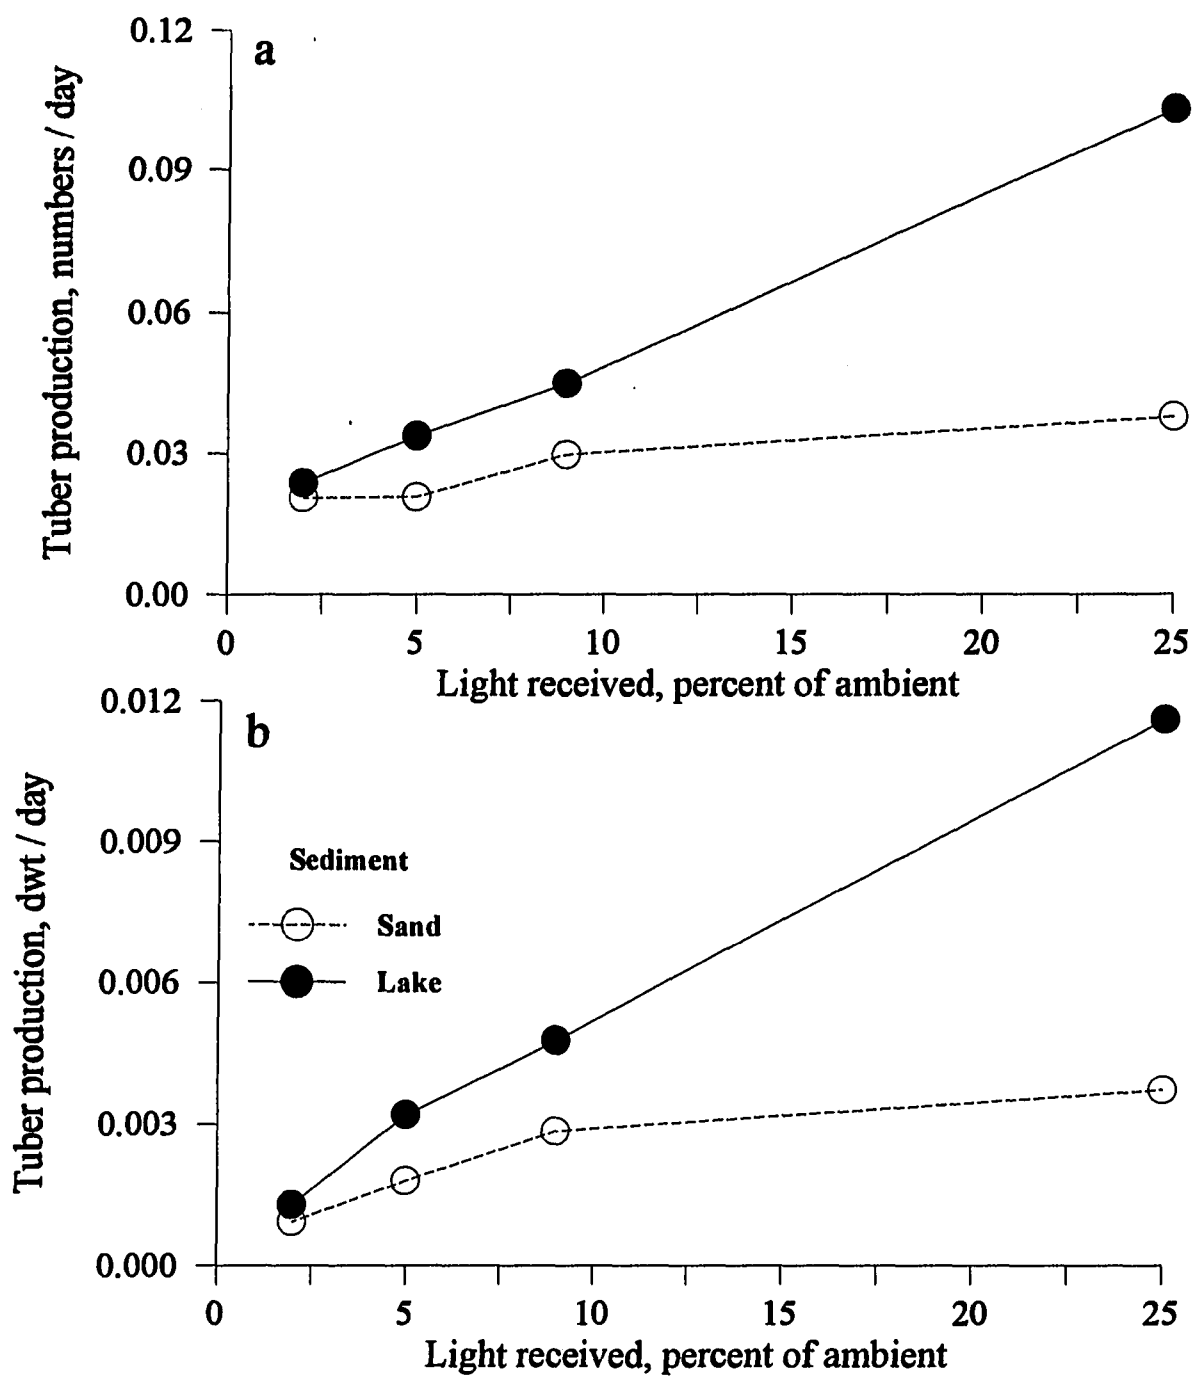 a
Tuber production, numbers / day
0.12
0.09
0.06
0.03
0.00
0 5 10 15 20 25
Light received, percent of ambient
b
Tuber production, dwt / day
0.012
0.009
0.006
0.003
0.000
Sediment
Sand
Lake
0 5 10 15 20 25
Light received, percent of ambient